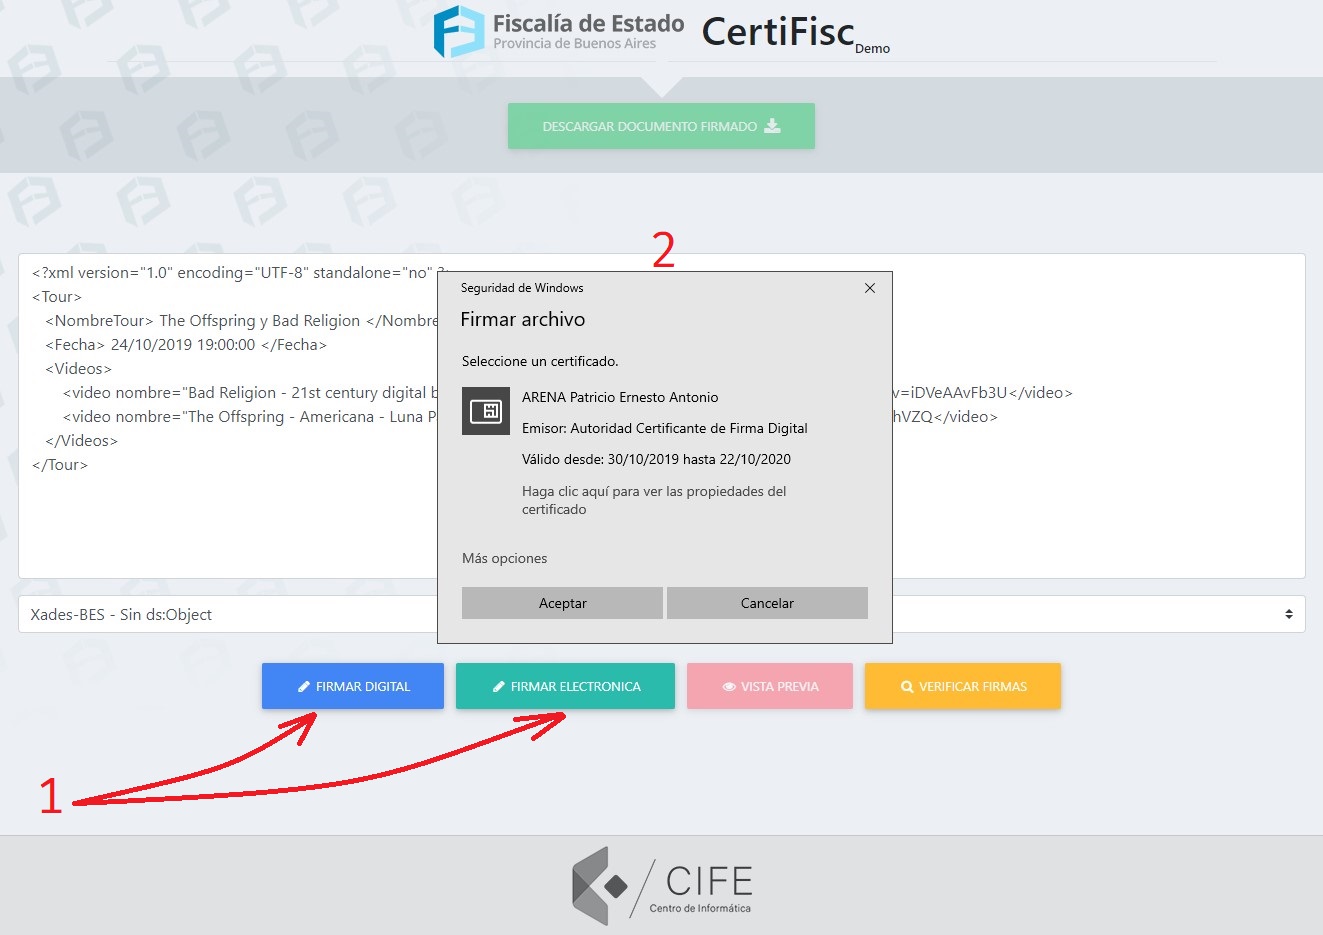 Fiscalía de Estado
Provincia de Buenos Aires
CertiFisc
Demo
DESCARGAR DOCUMENTO FIRMADO
2
<?xml version="1.0" encoding="UTF-8" standalone="no" ?>
<Tour>
<NombreTour> The Offspring y Bad Religion </Nombre
<Fecha> 24/10/2019 19:00:00 </Fecha>
<Videos>
<video nombre="Bad Religion - 21st century digital b v=iDVeAAvFb3U</video>
<video nombre="The Offspring - Americana - Luna P hVZQ</video>
</Videos>
</Tour>
Seguridad de Windows
Firmar archivo
Seleccione un certificado.
ARENA Patricio Ernesto Antonio
Emisor: Autoridad Certificante de Firma Digital
Válido desde: 30/10/2019 hasta 22/10/2020
Haga clic aquí para ver las propiedades del
certificado
Más opciones
Aceptar
Cancelar
Xades-BES - Sin ds:Object
FIRMAR DIGITAL
FIRMAR ELECTRONICA
VISTA PREVIA
VERIFICAR FIRMAS
1
CIFE
Centro de Informática